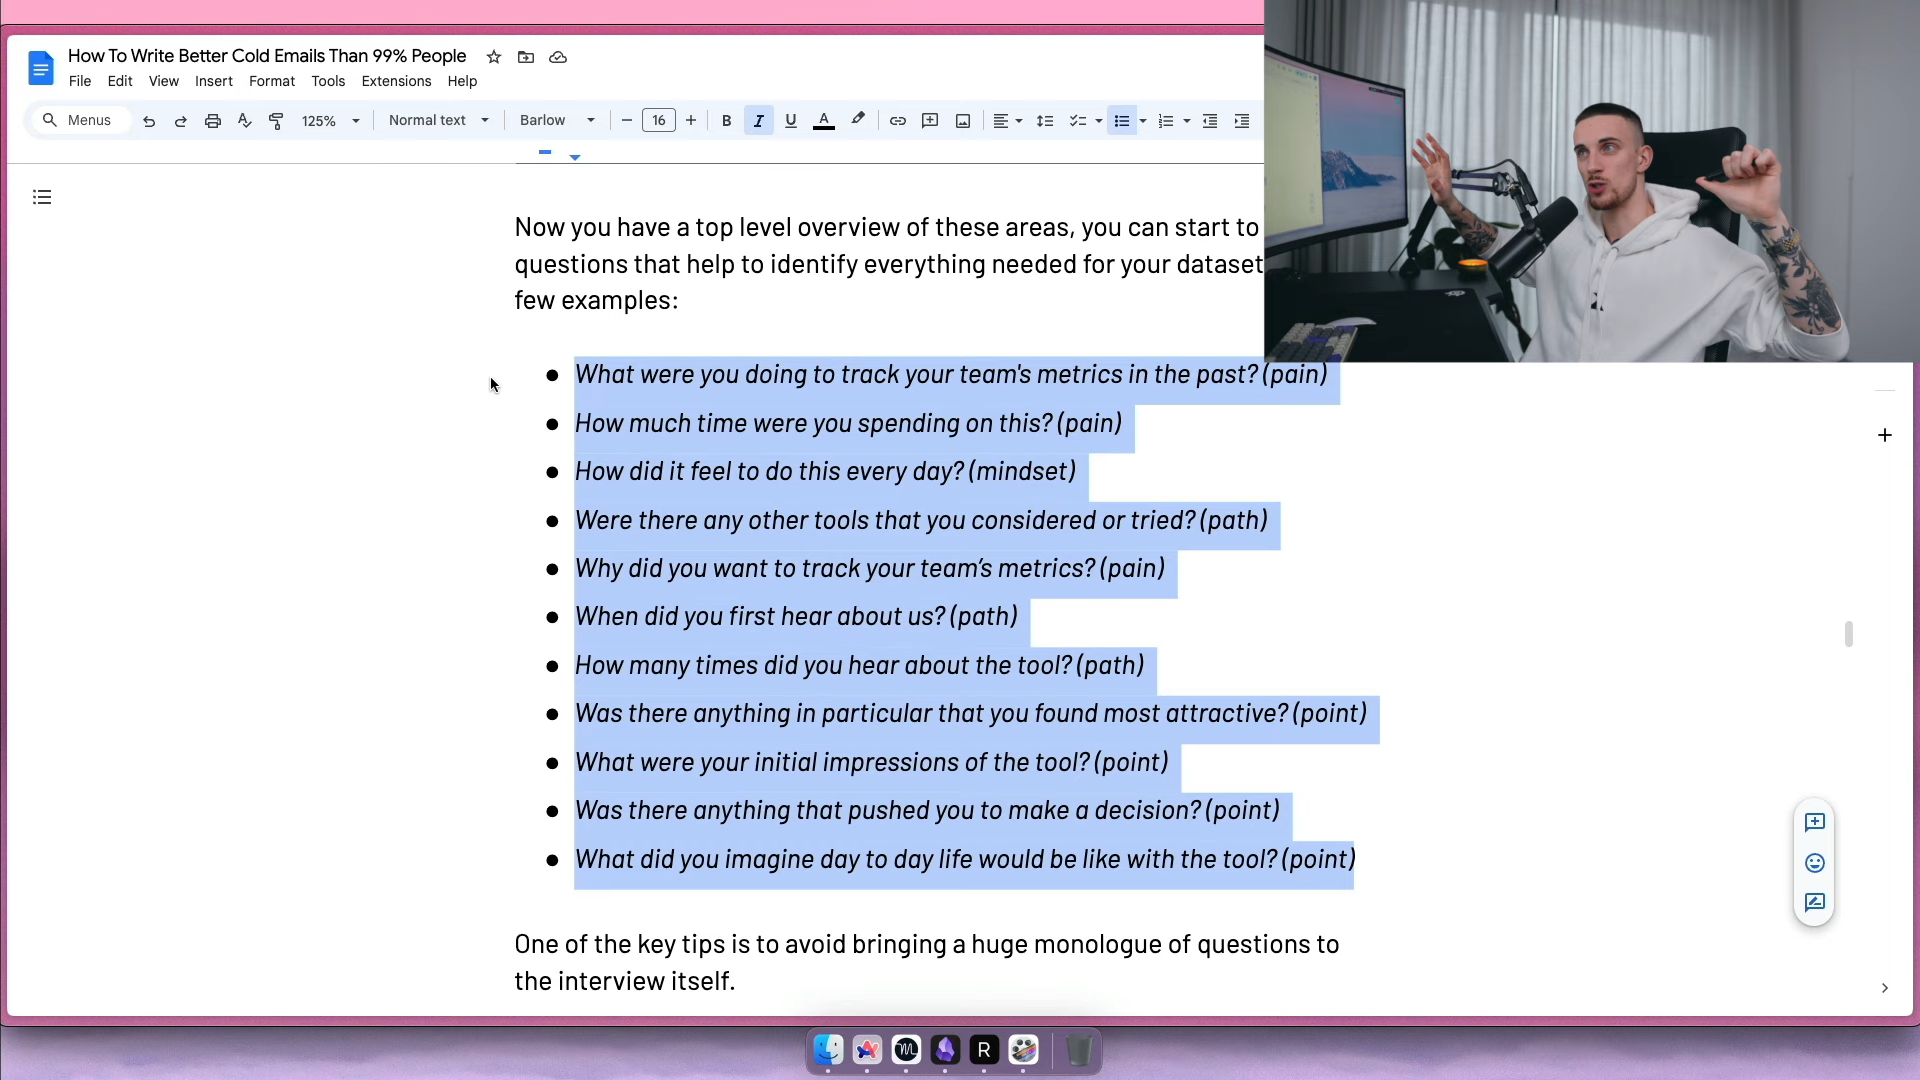 How To Write Better Cold Emails Than 99% People
File Edit View Insert Format Tools Extensions Help
Menus 125% Normal text Barlow 16 B I U A
Now you have a top level overview of these areas, you can start to
questions that help to identify everything needed for your dataset
few examples:
● What were you doing to track your team's metrics in the past? (pain)
● How much time were you spending on this? (pain)
● How did it feel to do this every day? (mindset)
● Were there any other tools that you considered or tried? (path)
● Why did you want to track your team’s metrics? (pain)
● When did you first hear about us? (path)
● How many times did you hear about the tool? (path)
● Was there anything in particular that you found most attractive? (point)
● What were your initial impressions of the tool? (point)
● Was there anything that pushed you to make a decision? (point)
● What did you imagine day to day life would be like with the tool? (point)
One of the key tips is to avoid bringing a huge monologue of questions to
the interview itself.
R